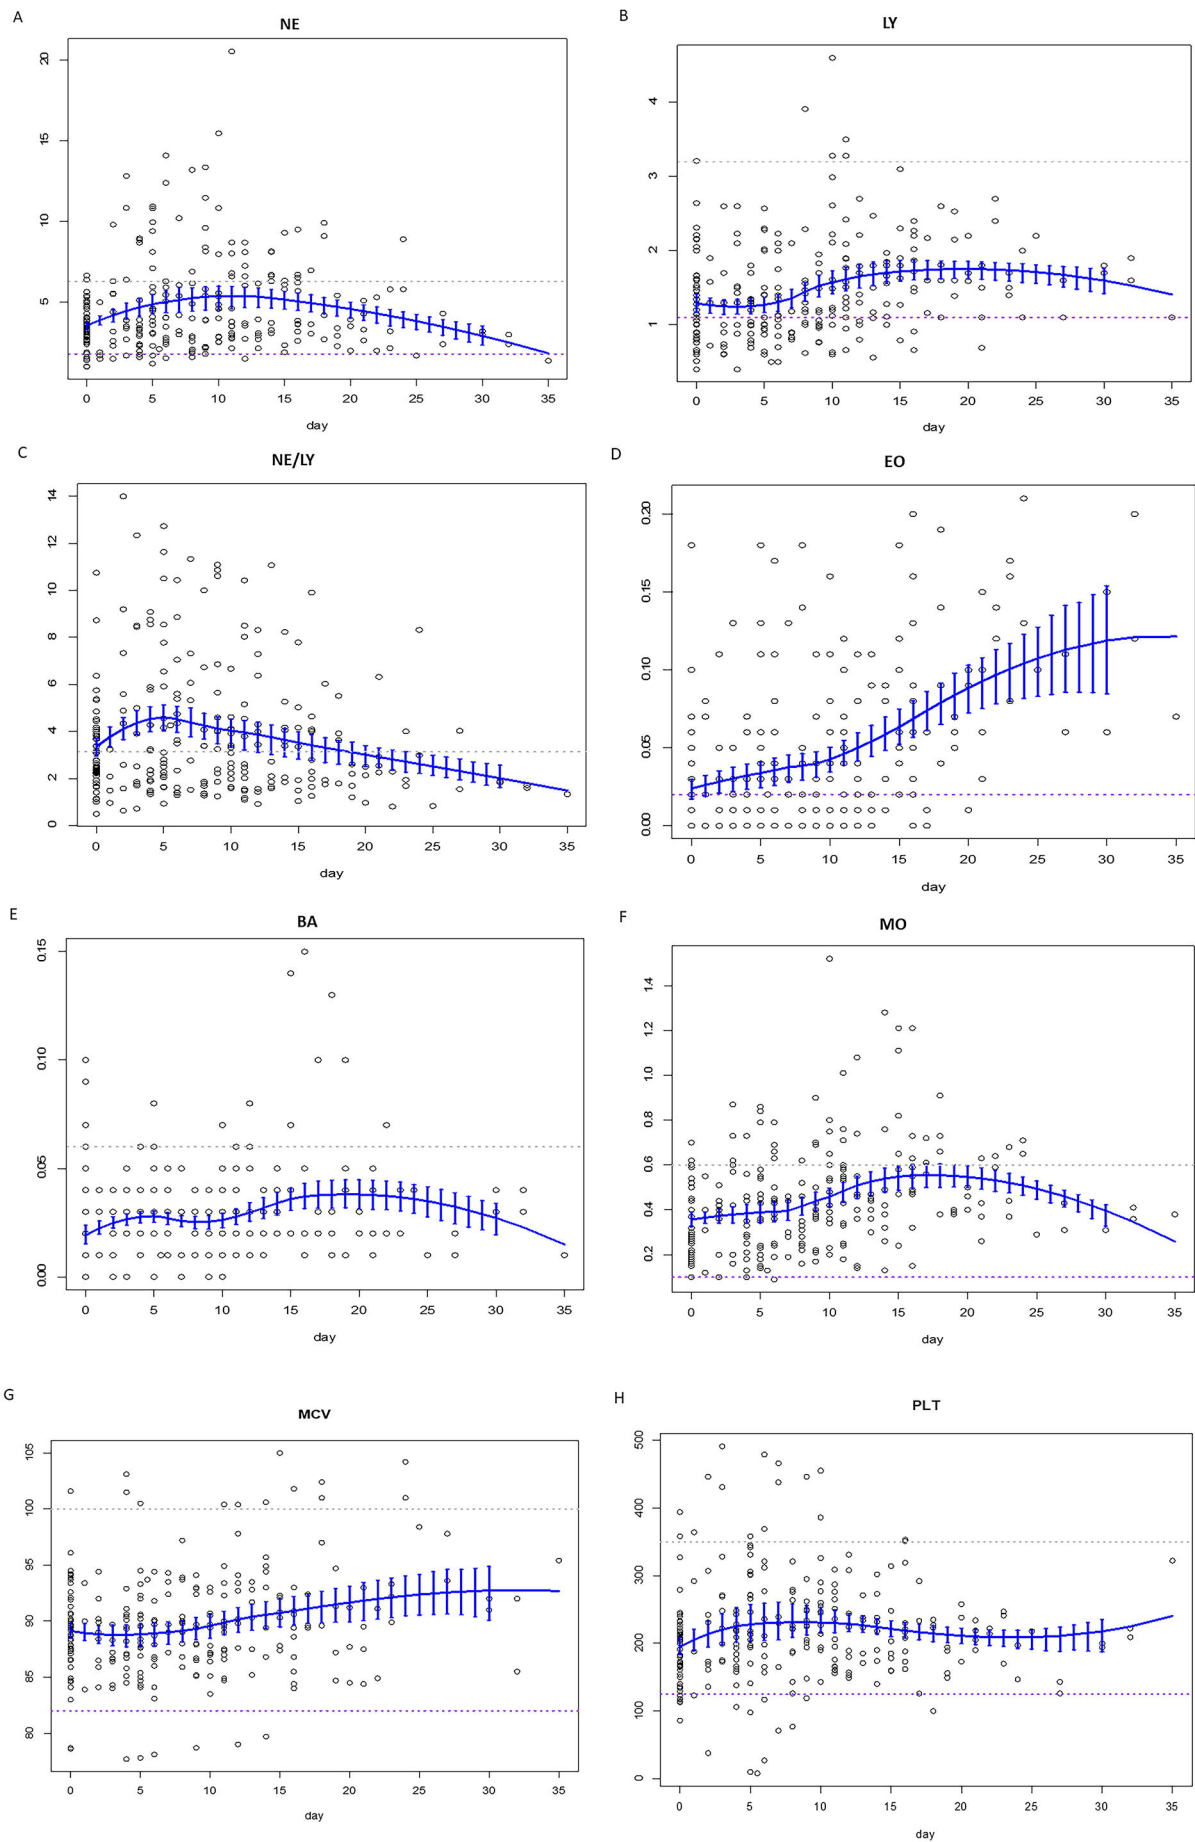 A
NE
20
15
10
5
0 5 10 15 20 25 30 35
day
B
LY
4
3
2
1
0 5 10 15 20 25 30 35
day
C
NE/LY
14
12
10
8
6
4
2
0
0 5 10 15 20 25 30 35
day
D
EO
0.20
0.15
0.10
0.05
0.00
0 5 10 15 20 25 30 35
day
E
BA
0.15
0.10
0.05
0.00
0 5 10 15 20 25 30 35
day
F
MO
1.4
1.2
1.0
0.8
0.6
0.4
0.2
0 5 10 15 20 25 30 35
day
G
MCV
105
100
95
90
85
80
0 5 10 15 20 25 30 35
day
H
PLT
500
400
300
200
100
0
0 5 10 15 20 25 30 35
day